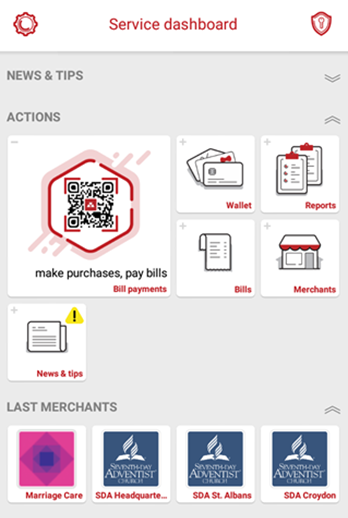 Service dashboard
NEWS & TIPS
ACTIONS
make purchases, pay bills
Bill payments
Wallet
Reports
Bills
Merchants
News & tips
LAST MERCHANTS
Marriage Care
SEVENTH-DAY
ADVENTIST
CHURCH
SDA Headquarte...
SEVENTH-DAY
ADVENTIST
CHURCH
SDA St. Albans
SEVENTH-DAY
ADVENTIST
CHURCH
SDA Croydon